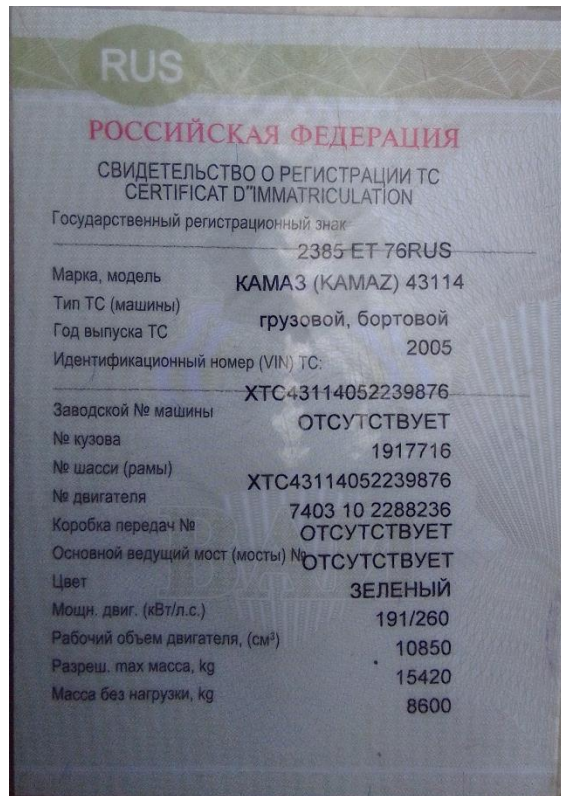 RUS
РОССИЙСКАЯ ФЕДЕРАЦИЯ
СВИДЕТЕЛЬСТВО О РЕГИСТРАЦИИ ТС
CERTIFICAT D"IMMATRICULATION
Государственный регистрационный знак
2385 ЕТ 76RUS
Марка, модель КАМАЗ (KAMAZ) 43114
Тип ТС (машины) грузовой, бортовой
Год выпуска ТС 2005
Идентификационный номер (VIN) ТС:
ХТС43114052239876
Заводской № машины ОТСУТСТВУЕТ
№ кузова 1917716
№ шасси (рамы) ХТС43114052239876
№ двигателя 7403 10 2288236
Коробка передач № ОТСУТСТВУЕТ
Основной ведущий мост (мосты) № ОТСУТСТВУЕТ
Цвет ЗЕЛЕНЫЙ
Мощн. двиг. (кВт/л.с.) 191/260
Рабочий объем двигателя, (см³) 10850
Разреш. max масса, kg 15420
Масса без нагрузки, kg 8600